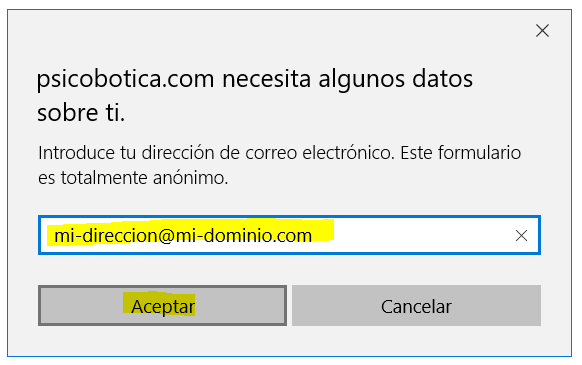 psicobotica.com necesita algunos datos
sobre ti.
Introduce tu dirección de correo electrónico. Este formulario
es totalmente anónimo.
mi-direccion@mi-dominio.com
Aceptar
Cancelar